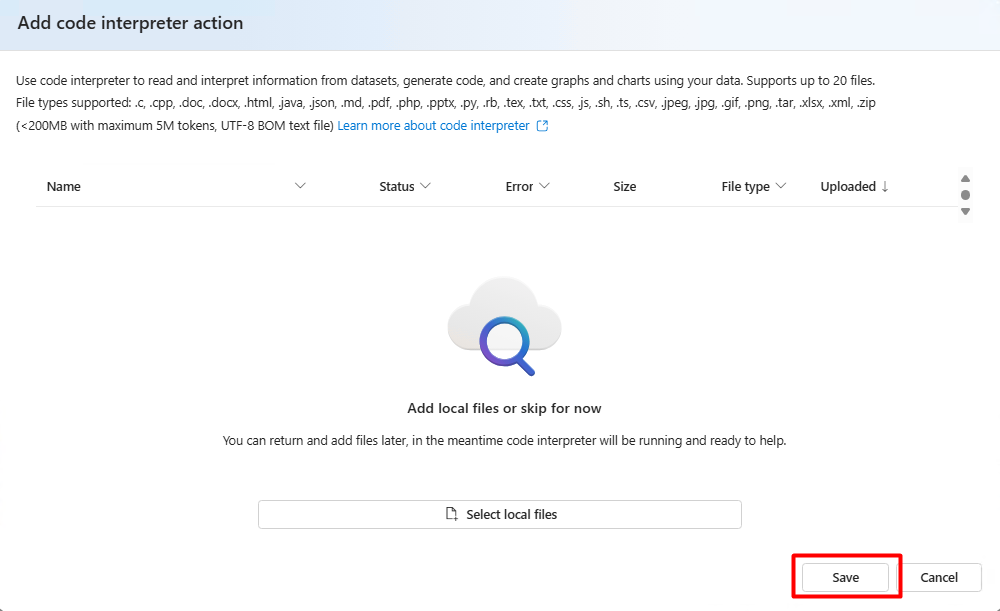 Add code interpreter action
Use code interpreter to read and interpret information from datasets, generate code, and create graphs and charts using your data. Supports up to 20 files.
File types supported: .c, .cpp, .doc, .docx, .html, .java, .json, .md, .pdf, .php, .pptx, .py, .rb, .tex, .txt, .css, .js, .sh, .ts, .csv, .jpeg, .jpg, .gif, .png, .tar, .xlsx, .xml, .zip
(<200MB with maximum 5M tokens, UTF-8 BOM text file) Learn more about code interpreter
Name Status Error Size File type Uploaded ↓
Add local files or skip for now
You can return and add files later, in the meantime code interpreter will be running and ready to help.
Select local files
Save Cancel